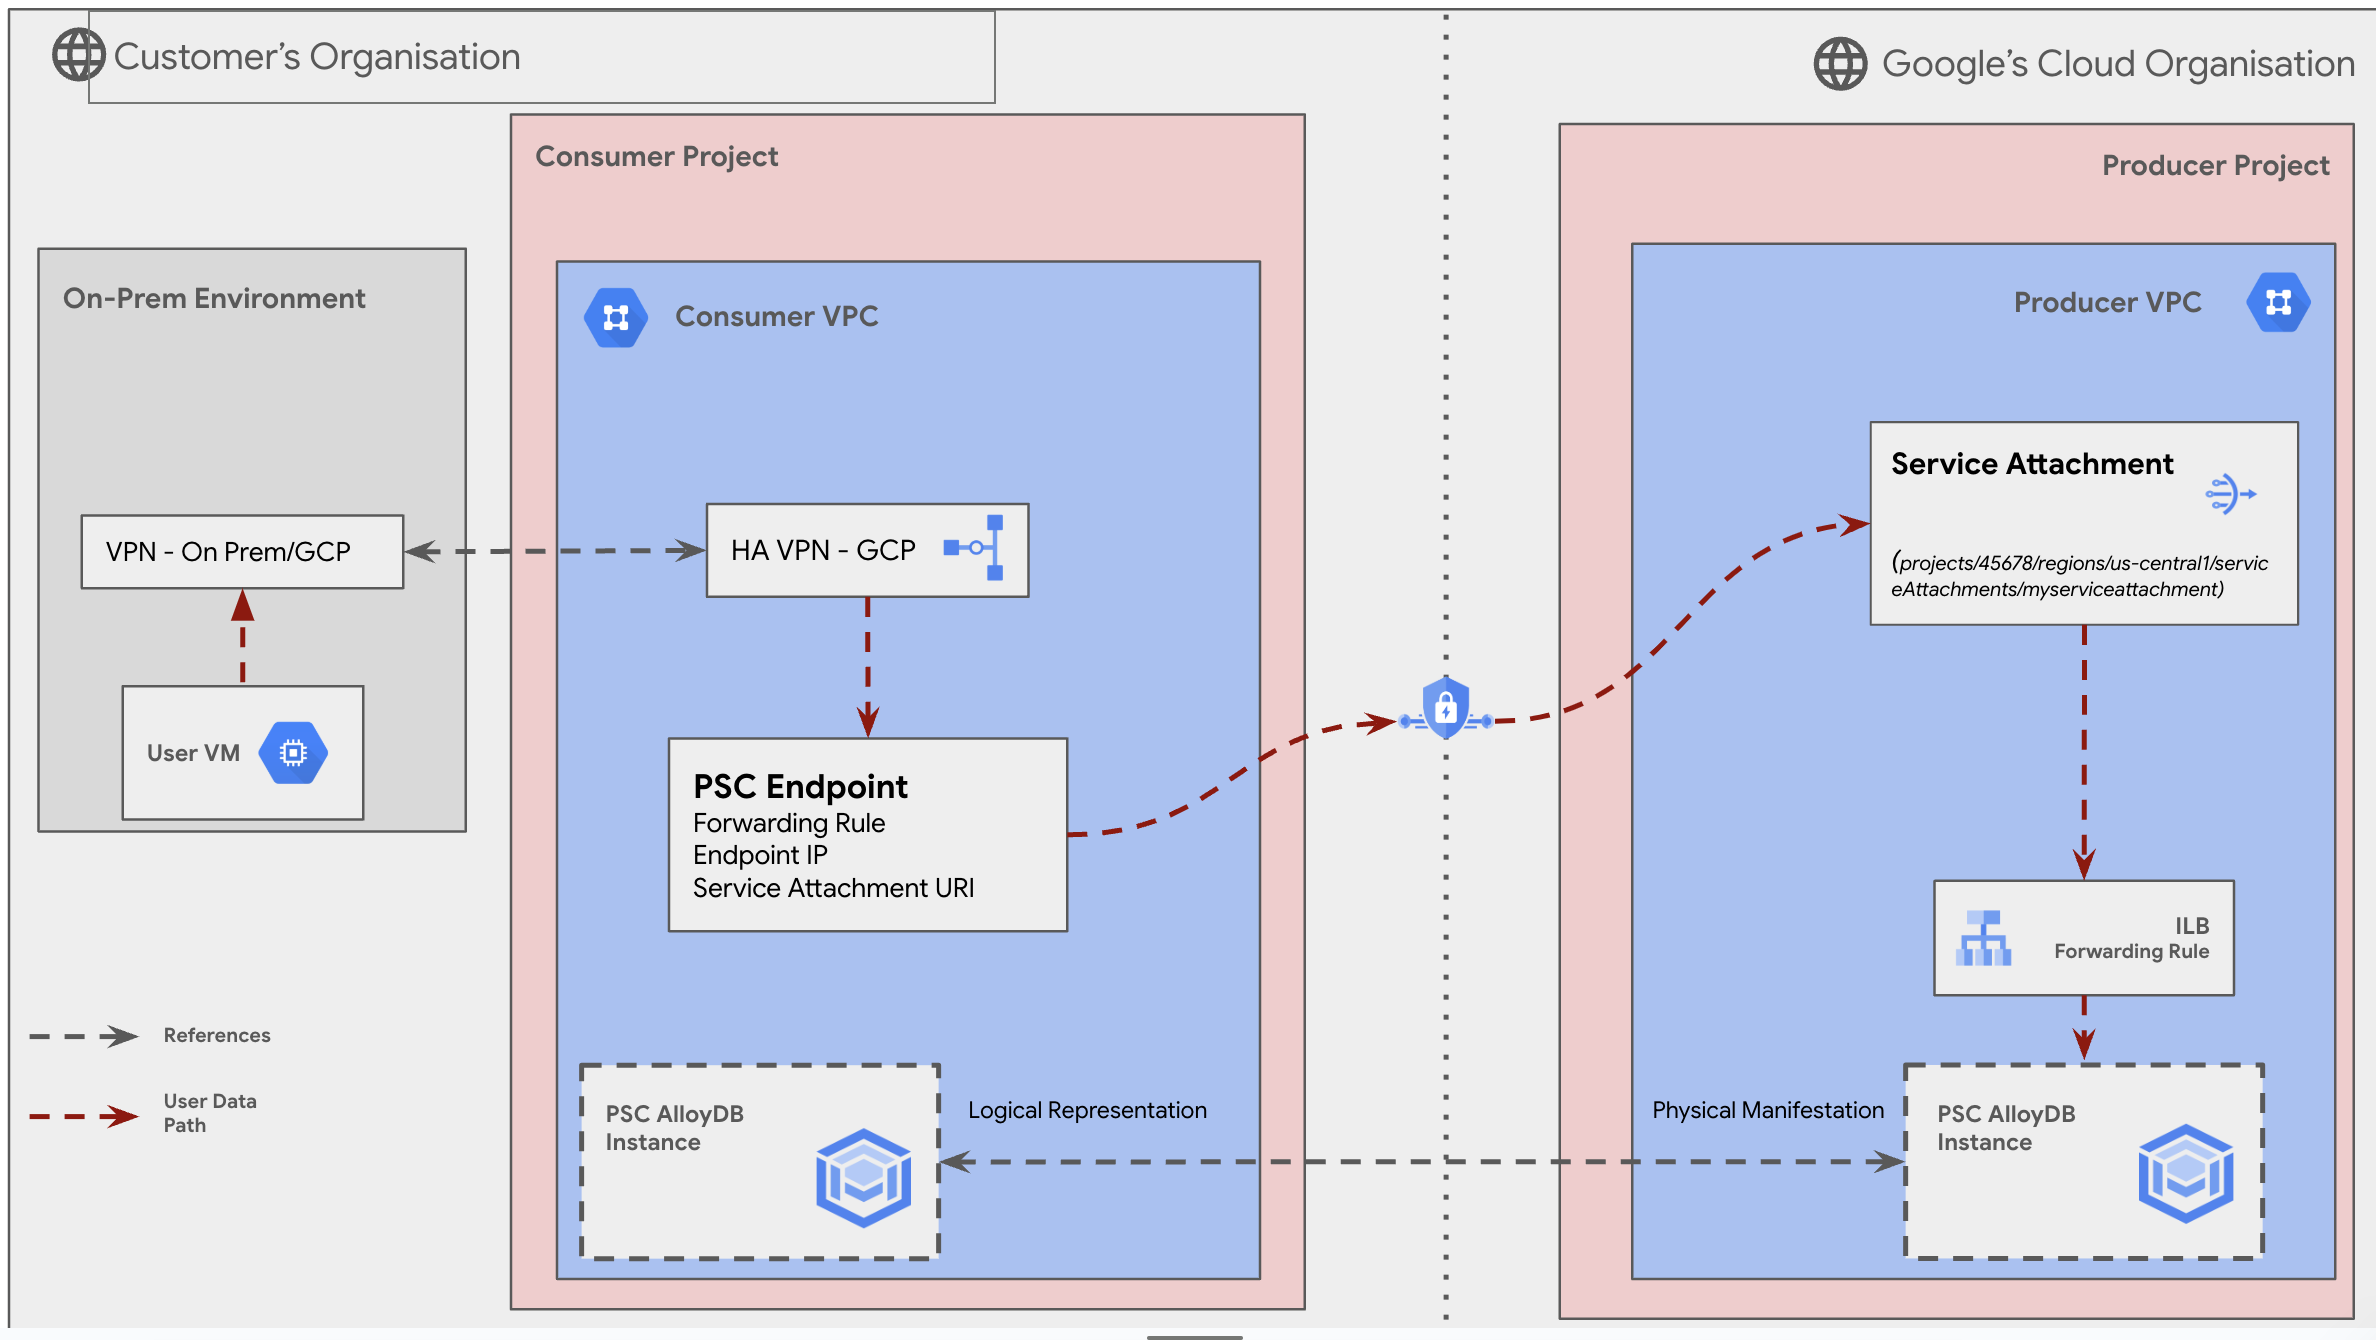 Customer’s Organisation
Google’s Cloud Organisation
Consumer Project
Producer Project
On-Prem Environment
Consumer VPC
Producer VPC
Service Attachment
(projects/45678/regions/us-central1/servic
eAttachments/myserviceattachment)
VPN - On Prem/GCP
HA VPN - GCP
User VM
PSC Endpoint
Forwarding Rule
Endpoint IP
Service Attachment URI
ILB
Forwarding Rule
References
User Data
Path
PSC AlloyDB
Instance
Logical Representation
Physical Manifestation
PSC AlloyDB
Instance